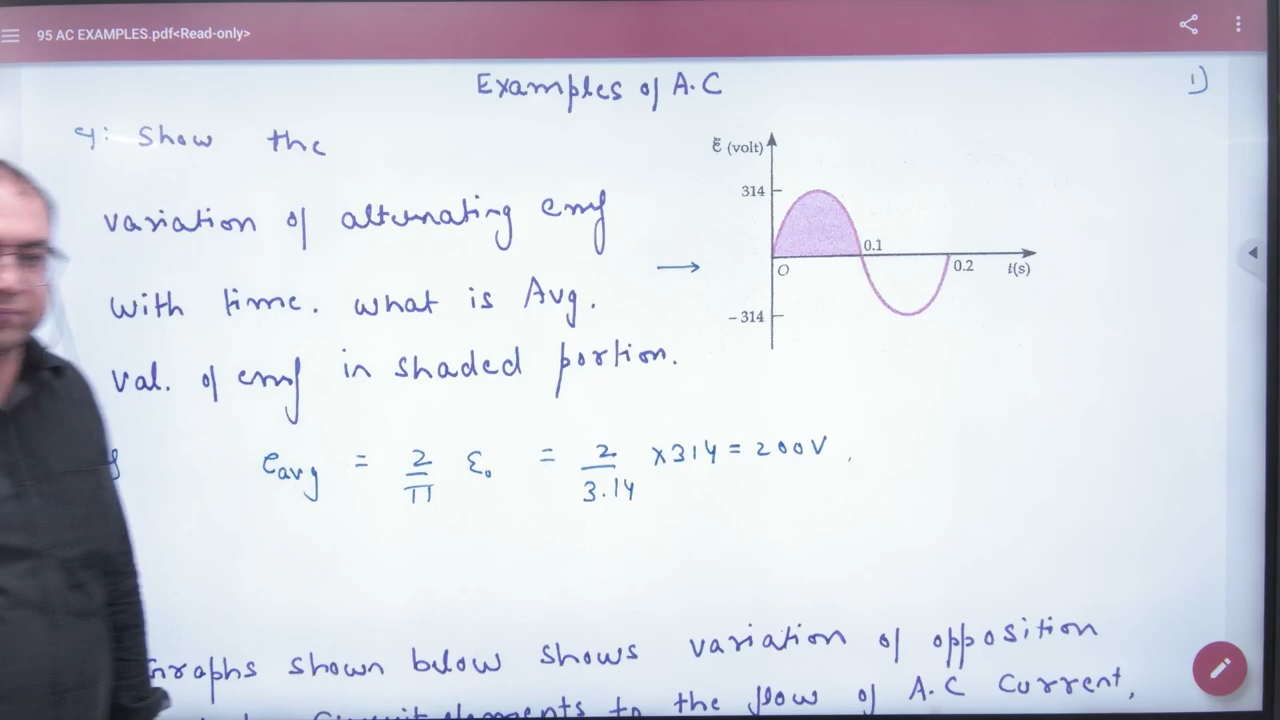 95 AC EXAMPLES.pdf<Read-only>
Examples of A.C
1)
q: Show the
variation of alternating emf
with time. what is Avg.
val. of emf in shaded portion.
ℰ (volt)
314
0.1
O
0.2
t(s)
-314
eavg = 2/π ℰ₀ = 2/3.14 x314 = 200V.
Graphs shown below shows variation of opposition
to the flow of A.C Current,